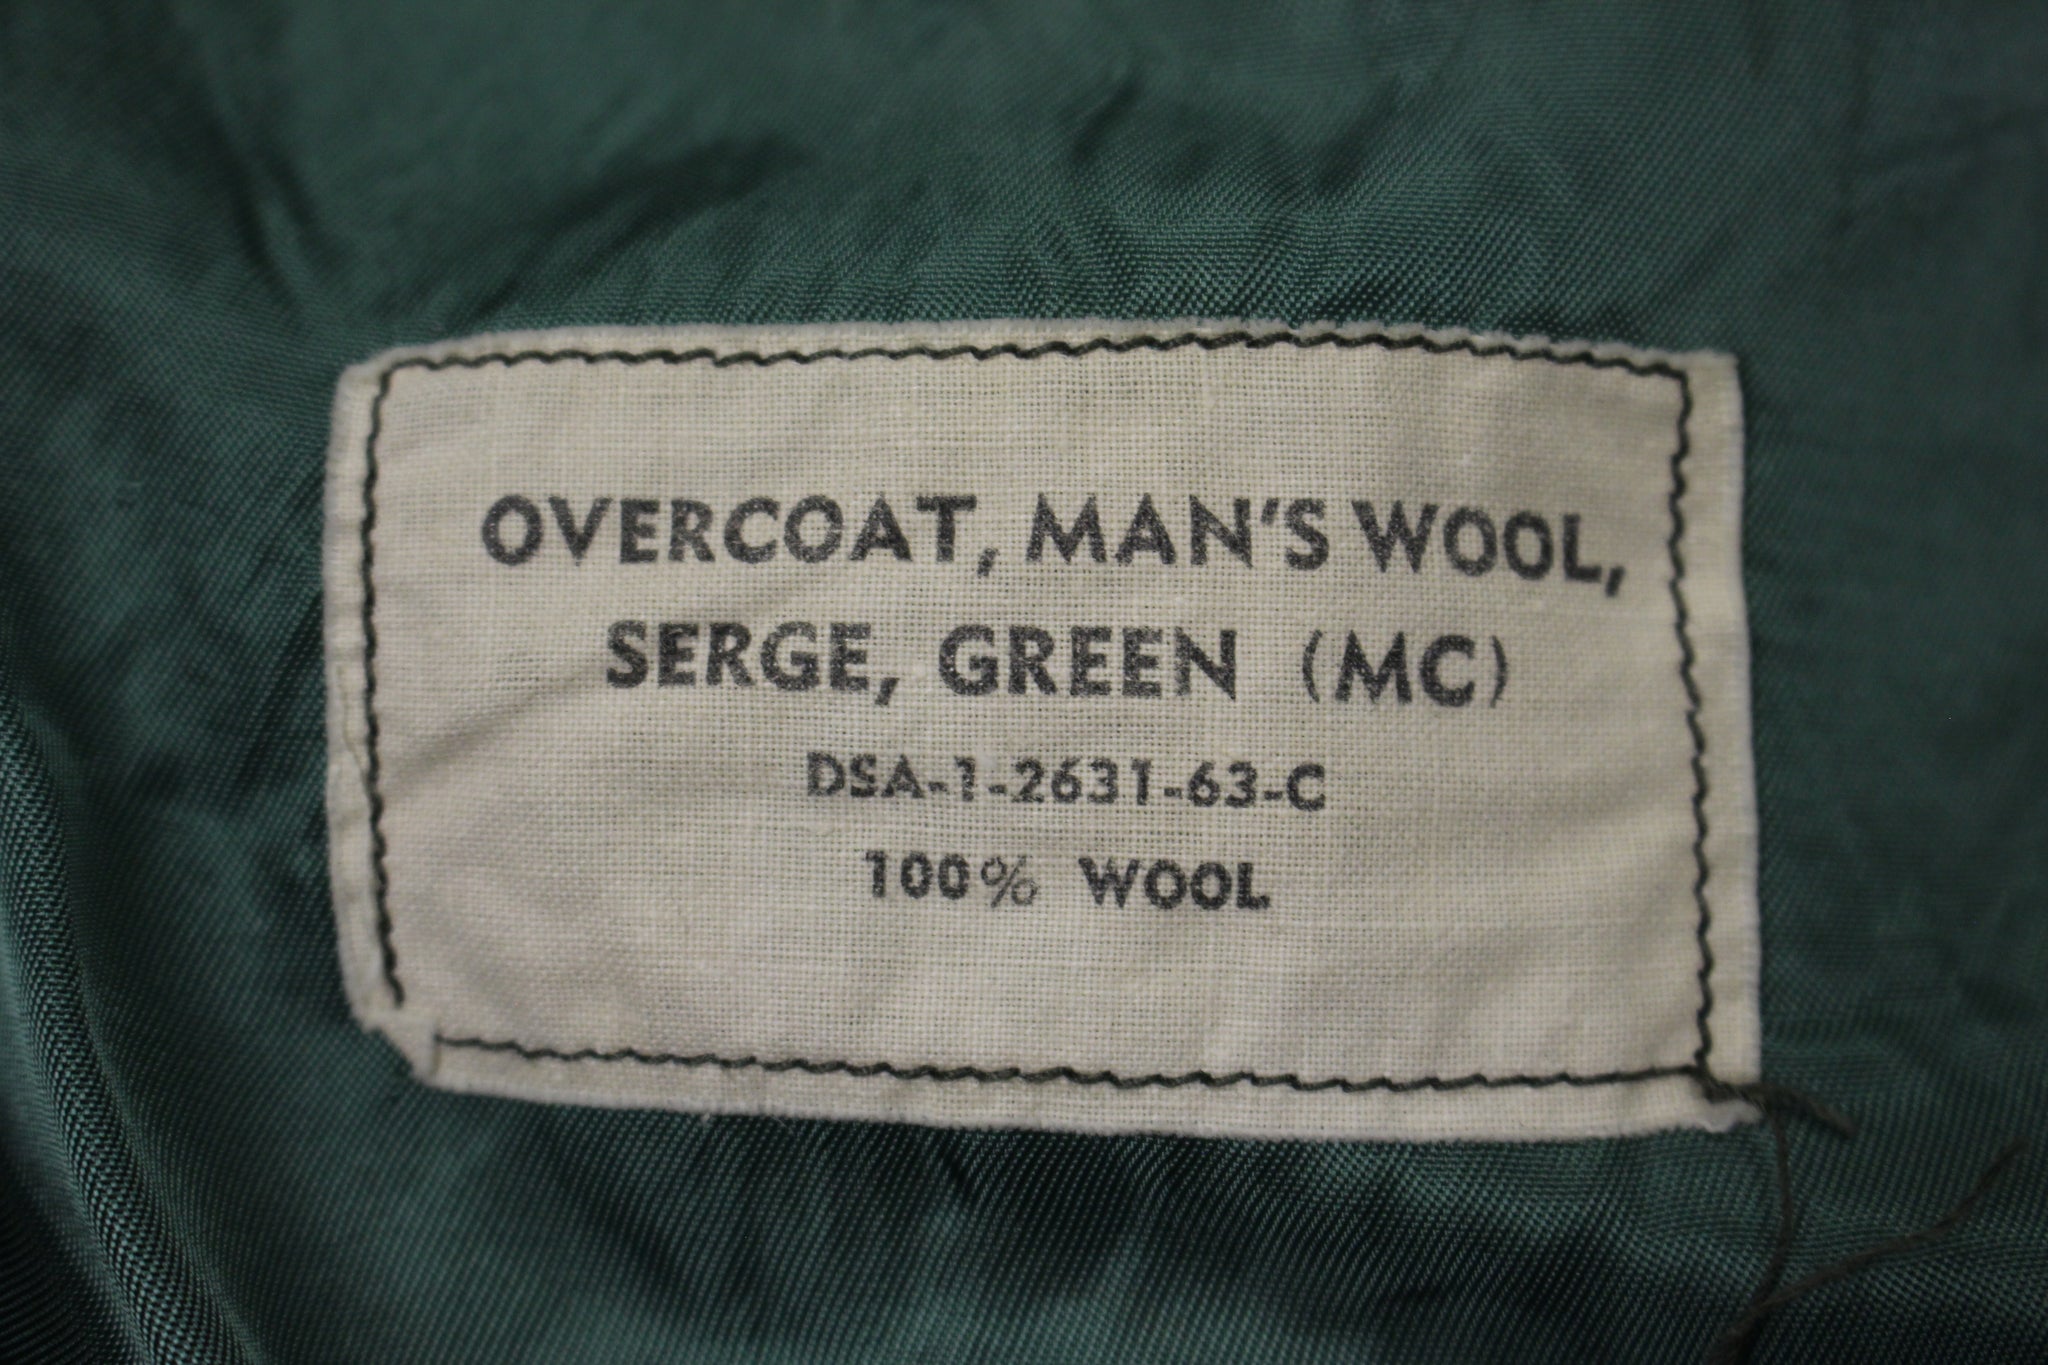 OVERCOAT, MAN'S WOOL,
SERGE, GREEN (MC)
DSA-1-2631-63-C
100% WOOL